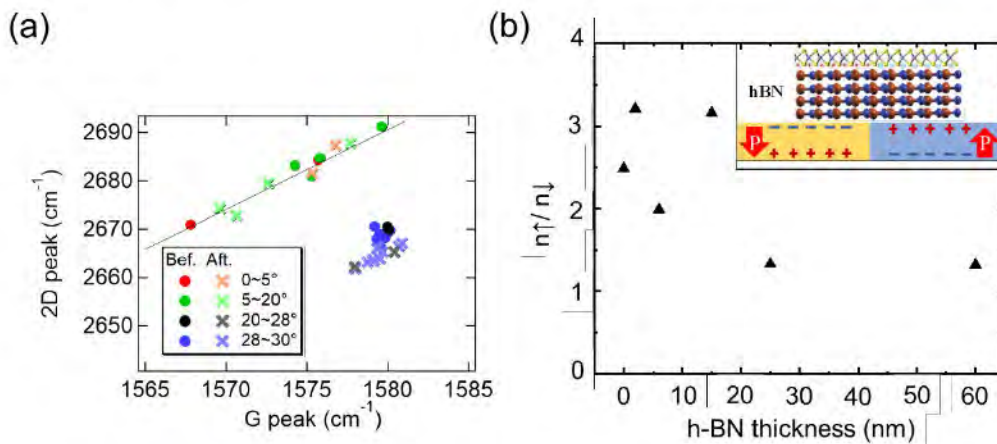 (a)
2D peak (cm⁻¹)
2690
2680
2670
2660
2650
Bef. Aft.
0~5°
5~20°
20~28°
28~30°
1565 1570 1575 1580 1585
G peak (cm⁻¹)
(b)
n↑/ n↓
4
3
2
1
0
hBN
P
P
0 10 20 30 40 50 60
h-BN thickness (nm)